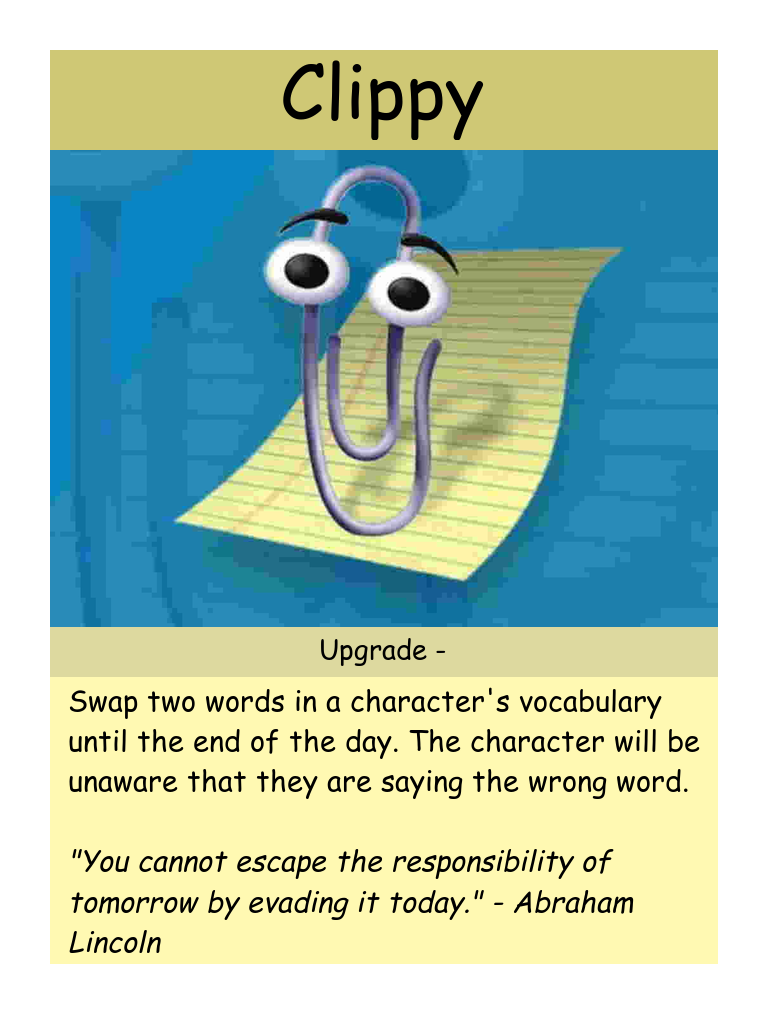 Clippy
Upgrade -
Swap two words in a character's vocabulary
until the end of the day. The character will be
unaware that they are saying the wrong word.
"You cannot escape the responsibility of
tomorrow by evading it today." - Abraham
Lincoln